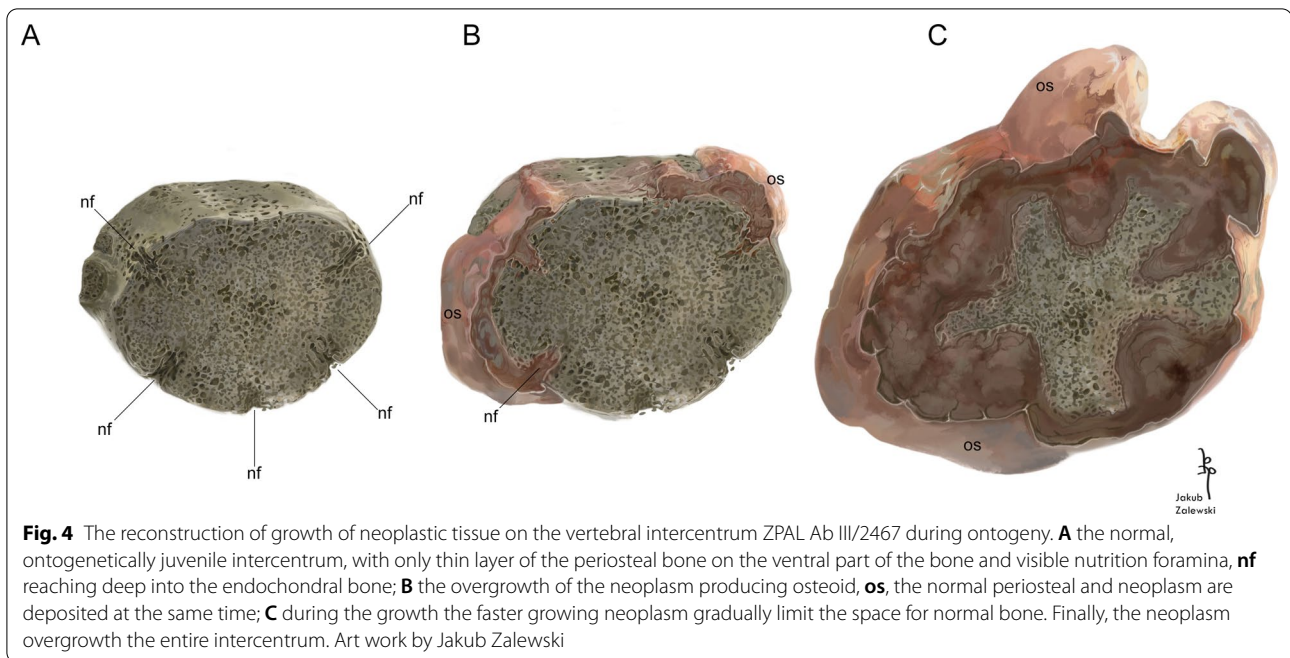 A
B
C
os
nf
nf
os
os
nf
nf
nf
nf
os
Jakub
Zalewski
Fig. 4 The reconstruction of growth of neoplastic tissue on the vertebral intercentrum ZPAL Ab III/2467 during ontogeny. A the normal,
ontogenetically juvenile intercentrum, with only thin layer of the periosteal bone on the ventral part of the bone and visible nutrition foramina, nf
reaching deep into the endochondral bone; B the overgrowth of the neoplasm producing osteoid, os, the normal periosteal and neoplasm are
deposited at the same time; C during the growth the faster growing neoplasm gradually limit the space for normal bone. Finally, the neoplasm
overgrowth the entire intercentrum. Art work by Jakub Zalewski